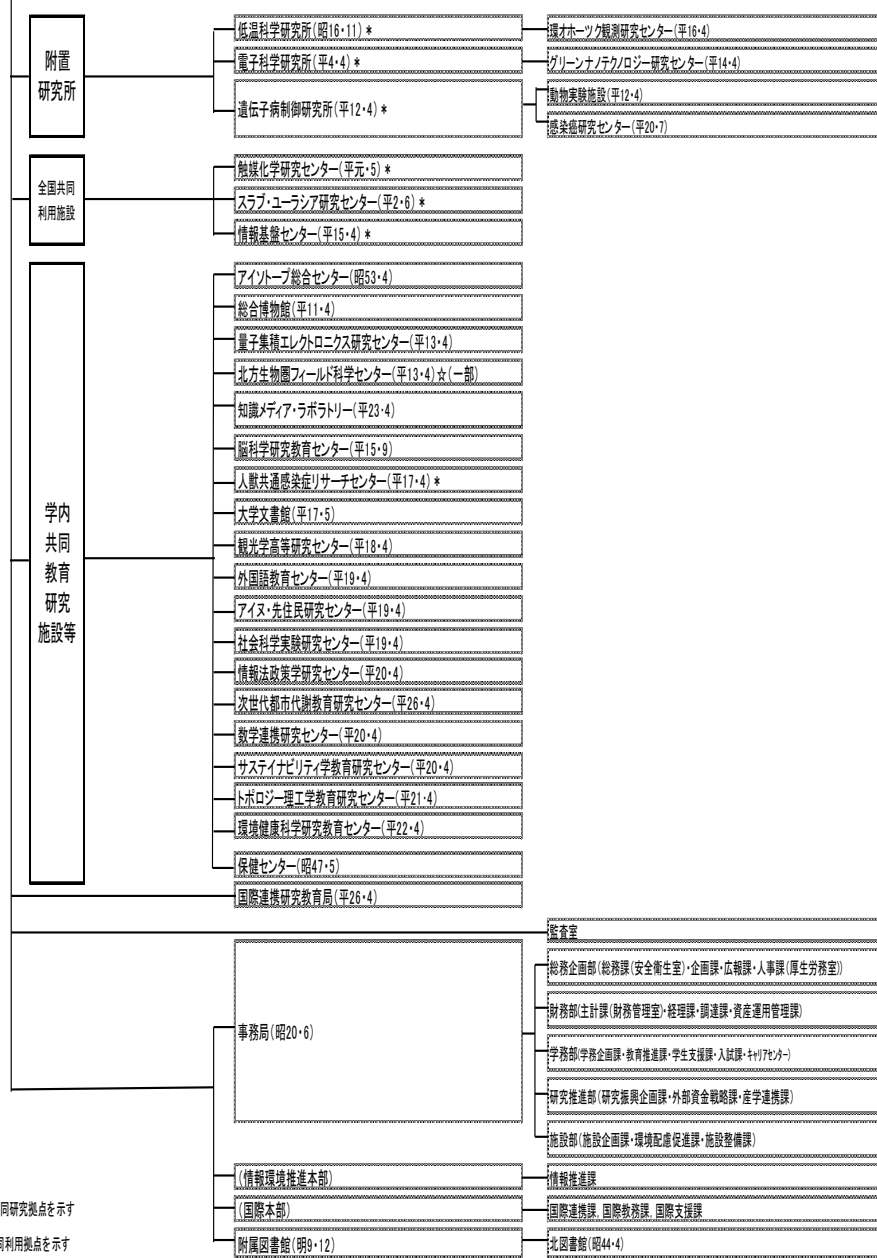 附置
研究所
低温科学研究所(昭16・11)*
環オホーツク観測研究センター(平16・4)
電子科学研究所(平4・4)*
グリーンナノテクノロジー研究センター(平14・4)
遺伝子病制御研究所(平12・4)*
動物実験施設(平12・4)
感染癌研究センター(平20・7)
全国共同
利用施設
触媒化学研究センター(平元・5)*
スラブ・ユーラシア研究センター(平2・6)*
情報基盤センター(平15・4)*
学内
共同
教育
研究
施設等
アイソトープ総合センター(昭53・4)
総合博物館(平11・4)
量子集積エレクトロニクス研究センター(平13・4)
北方生物圏フィールド科学センター(平13・4)☆(一部)
知識メディア・ラボラトリー(平23・4)
脳科学研究教育センター(平15・9)
人獣共通感染症リサーチセンター(平17・4)*
大学文書館(平17・5)
観光学高等研究センター(平18・4)
外国語教育センター(平19・4)
アイヌ・先住民研究センター(平19・4)
社会科学実験研究センター(平19・4)
情報法政策学研究センター(平20・4)
次世代都市代謝教育研究センター(平26・4)
数学連携研究センター(平20・4)
サステイナビリティ学教育研究センター(平20・4)
トポロジー理工学教育研究センター(平21・4)
環境健康科学研究教育センター(平22・4)
保健センター(昭47・5)
国際連携研究教育局(平26・4)
監査室
事務局(昭20・6)
総務企画部(総務課(安全衛生室)・企画課・広報課・人事課(厚生労務室))
財務部(主計課(財務管理室)・経理課・調達課・資産運用管理課)
学務部(学務企画課・教育推進課・学生支援課・入試課・キャリアセンター)
研究推進部(研究振興企画課・外部資金戦略課・産学連携課)
施設部(施設企画課・環境配慮促進課・施設整備課)
(情報環境推進本部)
情報推進課
(国際本部)
国際連携課,国際教務課,国際支援課
附属図書館(明9・12)
北図書館(昭44・4)
同研究拠点を示す
同利用拠点を示す